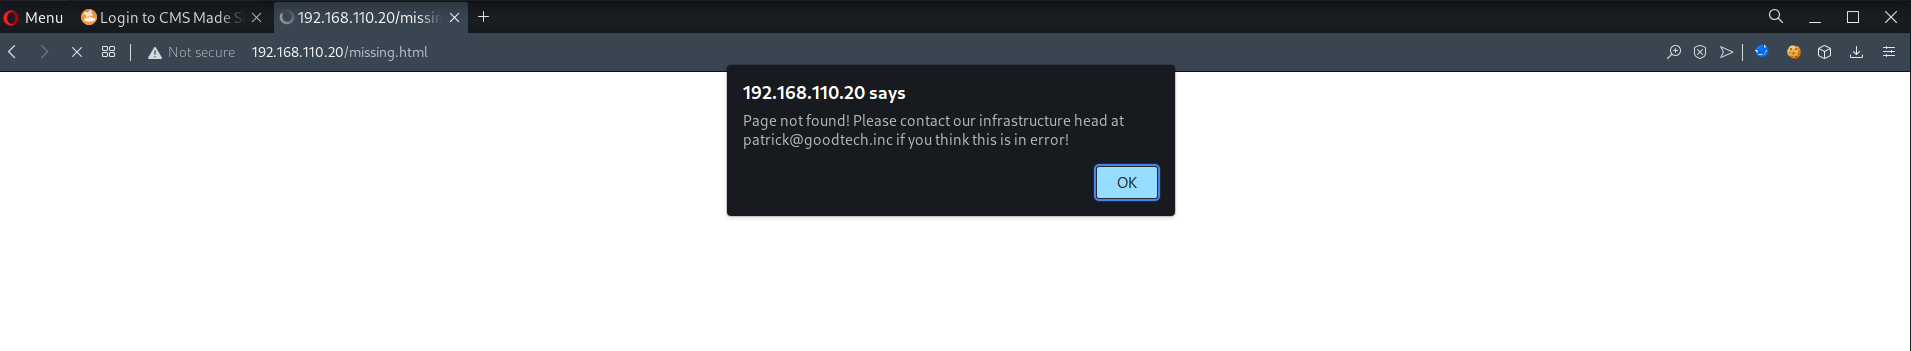 Menu
Login to CMS Made S
192.168.110.20/missin
Not secure
192.168.110.20/missing.html
192.168.110.20 says
Page not found! Please contact our infrastructure head at
patrick@goodtech.inc if you think this is in error!
OK